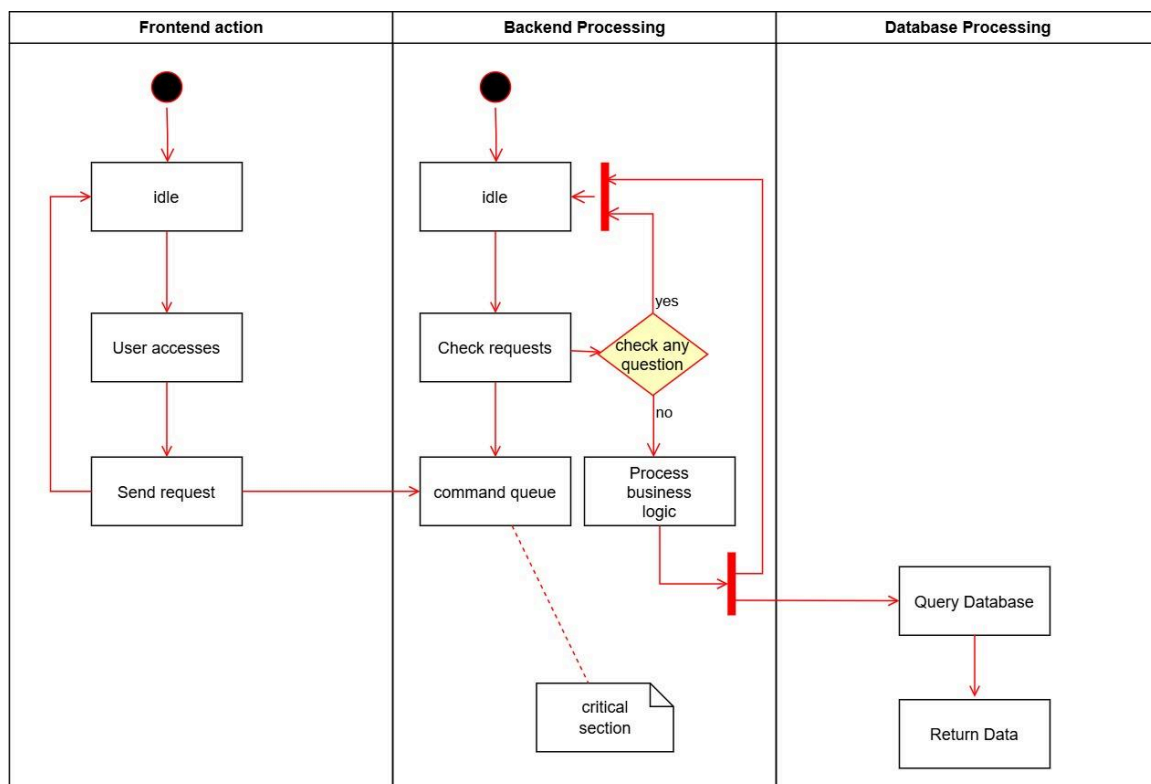 Frontend action
Backend Processing
Database Processing
idle
idle
User accesses
Check requests
yes
check any
question
no
Send request
command queue
Process
business
logic
Query Database
critical
section
Return Data